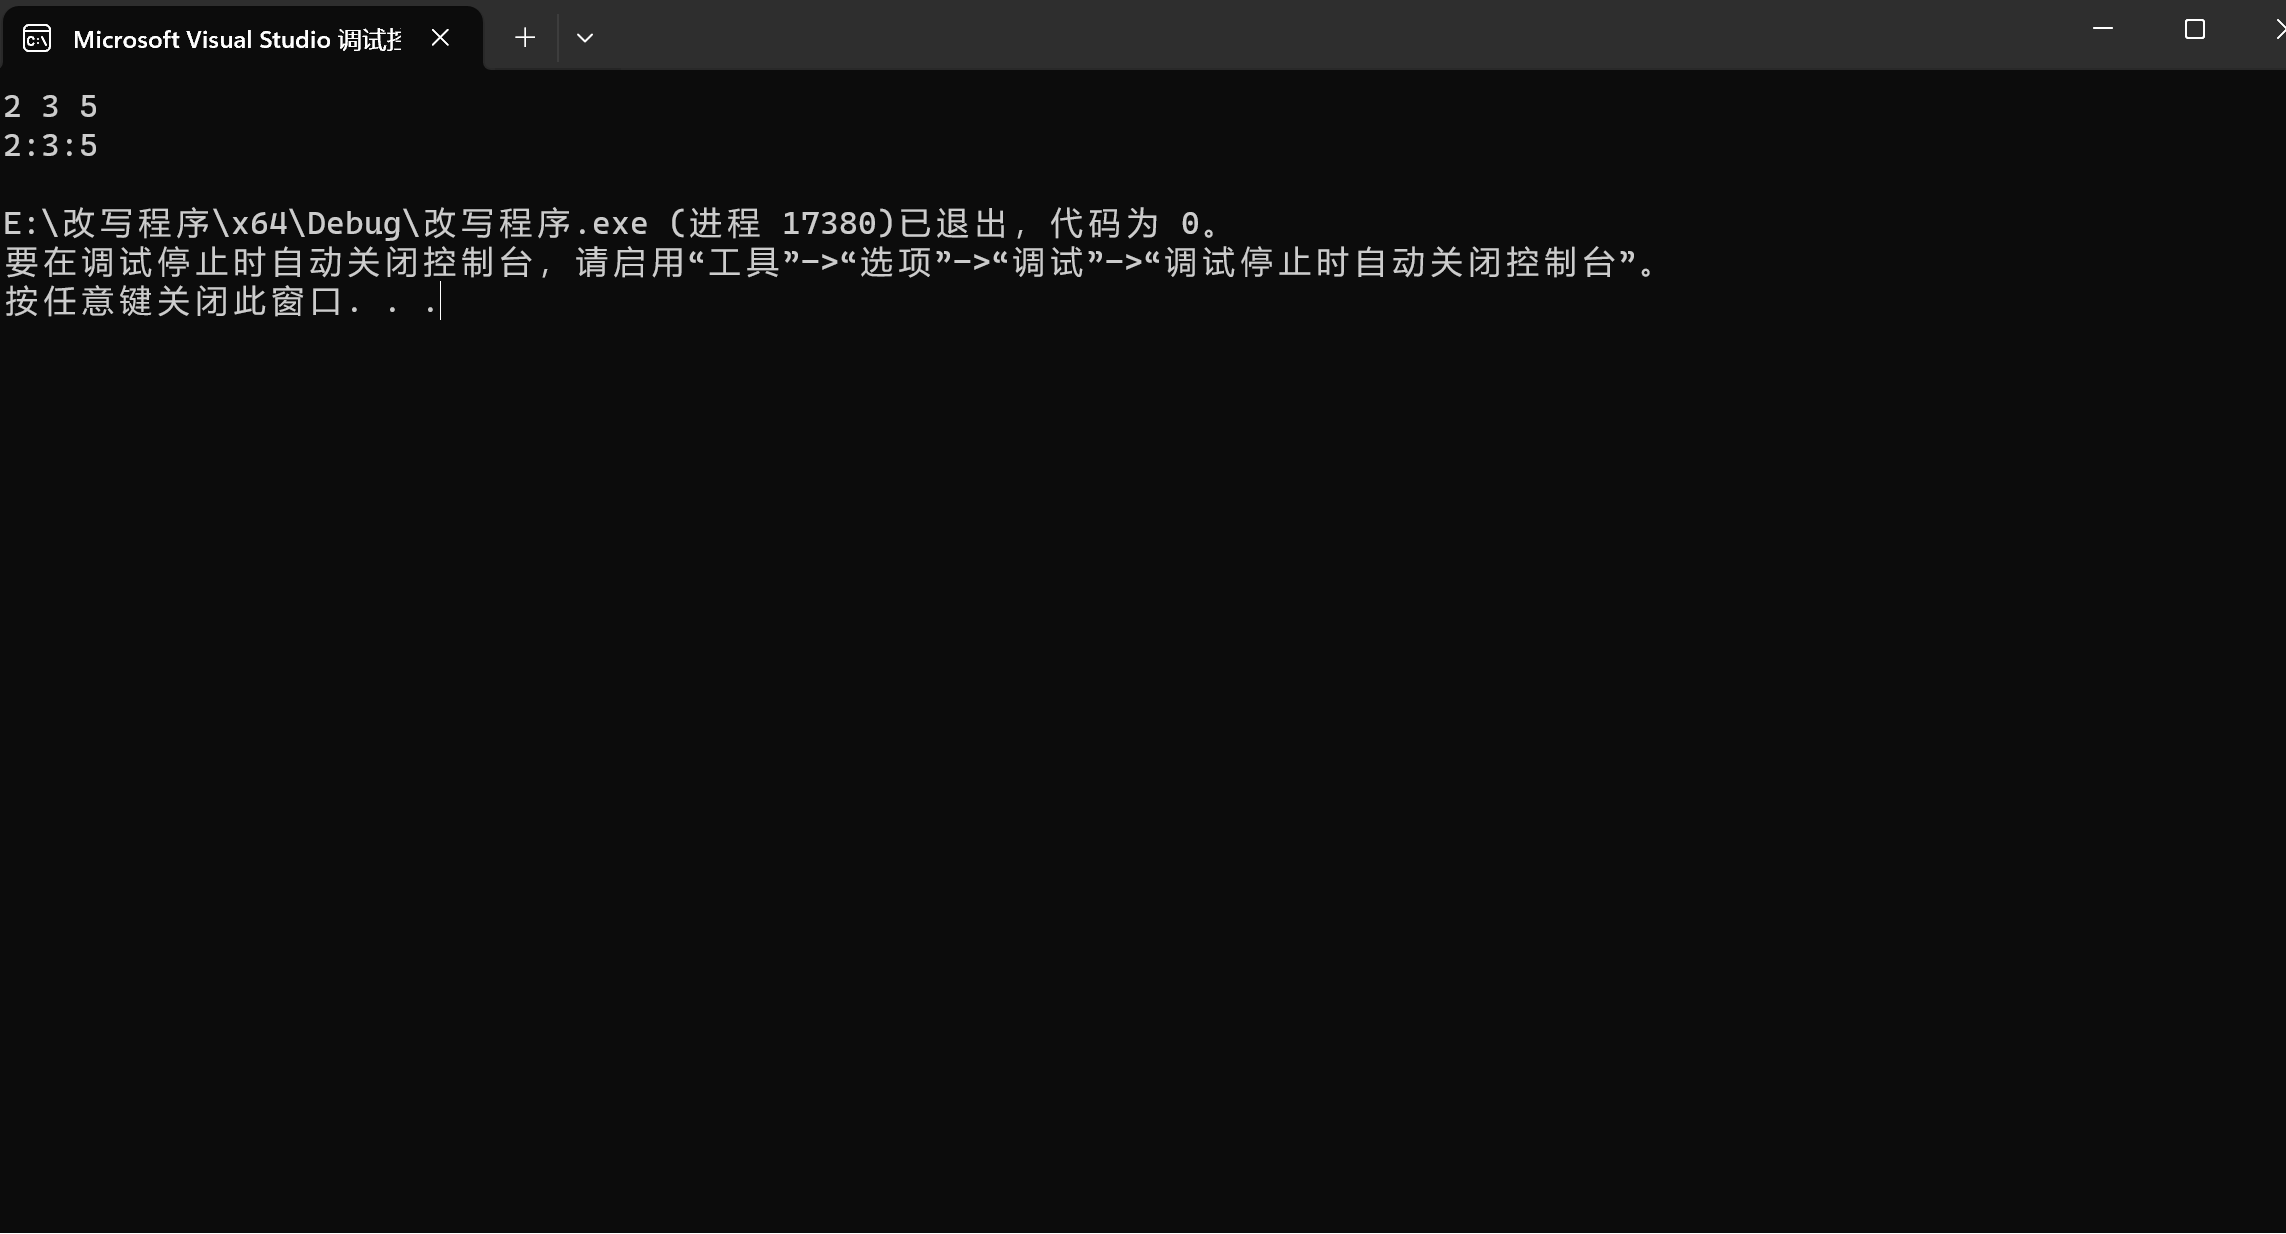 Microsoft Visual Studio 调试
2 3 5
2:3:5
E:\改写程序\x64\Debug\改写程序.exe (进程 17380)已退出，代码为 0。
要在调试停止时自动关闭控制台，请启用“工具”->“选项”->“调试”->“调试停止时自动关闭控制台”。
按任意键关闭此窗口. . .